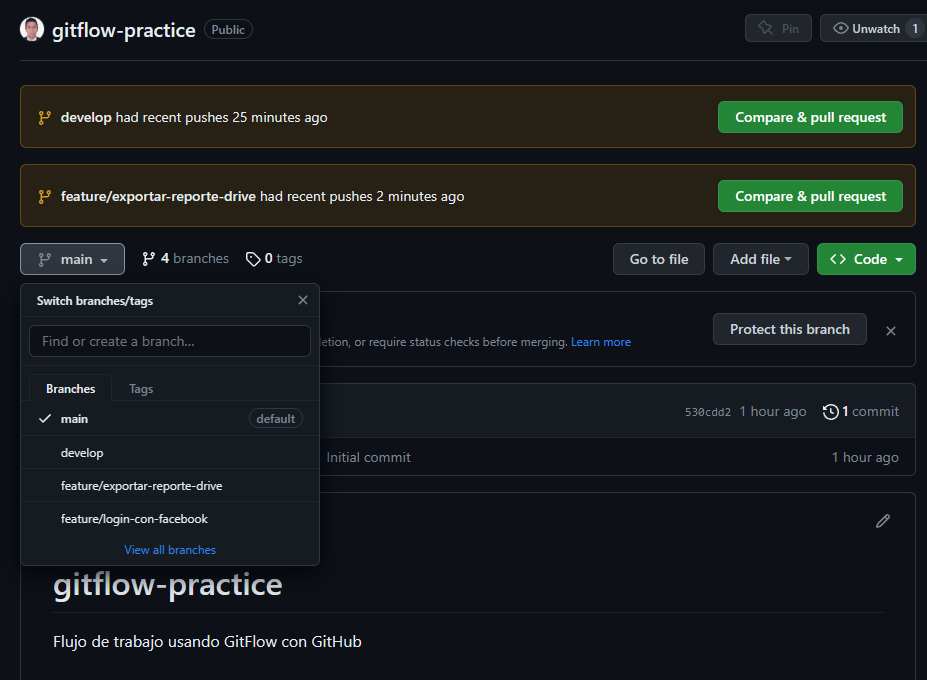 gitflow-practice Public Pin Unwatch 1
develop had recent pushes 25 minutes ago Compare & pull request
feature/exportar-reporte-drive had recent pushes 2 minutes ago Compare & pull request
main 4 branches 0 tags Go to file Add file <> Code
Switch branches/tags
Find or create a branch...
Branches Tags
main default
develop
feature/exportar-reporte-drive
feature/login-con-facebook
View all branches
or require status checks before merging. Learn more Protect this branch
530cdd2 1 hour ago 1 commit
Initial commit 1 hour ago
gitflow-practice
Flujo de trabajo usando GitFlow con GitHub